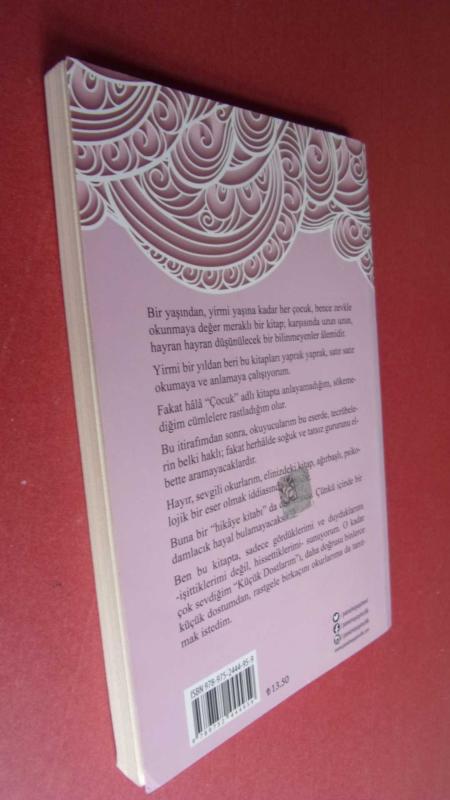 Bir yaşından, yirmi yaşına kadar her çocuk, bence zevkle
okunmaya değer meraklı bir kitap; karşısında uzun uzun,
hayran hayran düşünülecek bir bilinmeyenler âlemidir.
Yirmi bir yıldan beri bu kitapları yaprak yaprak, satır satır
okumaya ve anlamaya çalışıyorum.
Fakat hâlâ “Çocuk” adlı kitapta anlayamadığım, sökeme-
diğim cümlelere rastladığım olur.
Bu itirafımdan sonra, okuyucularım bu eserde, tecrübele-
rin belki haklı; fakat herhâlde soğuk ve tatsız gururunu el-
bette aramayacaklardır.
Hayır, sevgili okurlarım, elinizdeki kitap, ağırbaşlı, psiko-
lojik bir eser olmak iddiasında
Buna bir “hikâye kitabı” da Çünkü içinde bir
damlacık hayal bulamayacaksı
Ben bu kitapta, sadece gördüklerimi ve duyduklarımı
-işittiklerimi değil, hissettiklerimi- sunuyorum. O kadar
çok sevdiğim “Küçük Dostlarım”ı, daha doğrusu binlerce
küçük dostumdan, rastgele birkaçını okurlarıma da tanıt-
mak istedim.
ISBN 978-975-2444-95-9
₺13.50